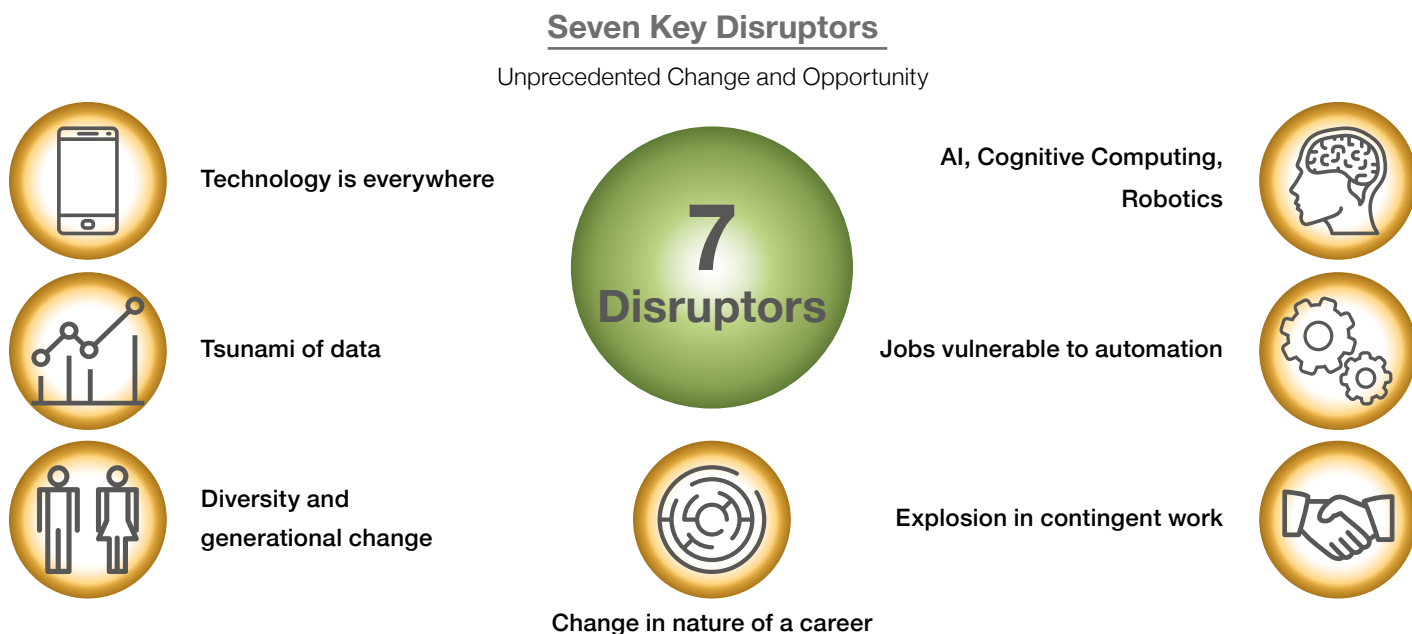 Seven Key Disruptors
Unprecedented Change and Opportunity
Technology is everywhere
Tsunami of data
Diversity and
generational change
7
Disruptors
Change in nature of a career
AI, Cognitive Computing,
Robotics
Jobs vulnerable to automation
Explosion in contingent work